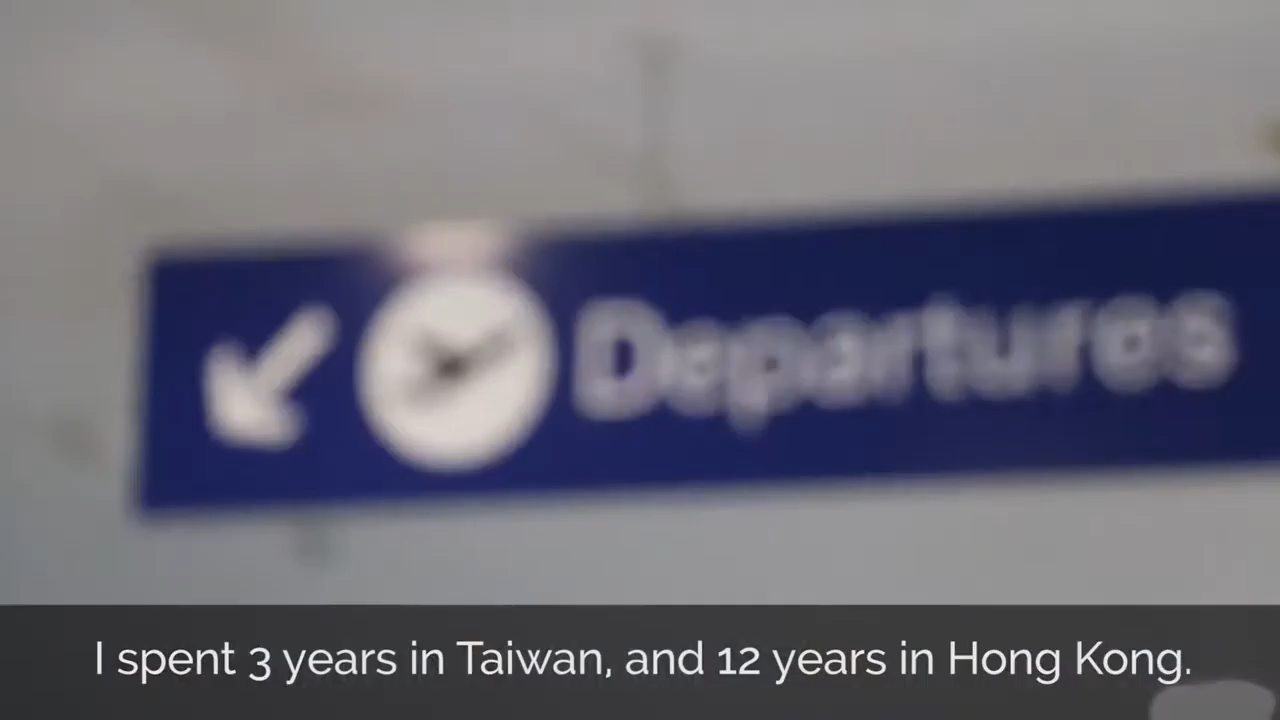 Departures
I spent 3 years in Taiwan, and 12 years in Hong Kong.